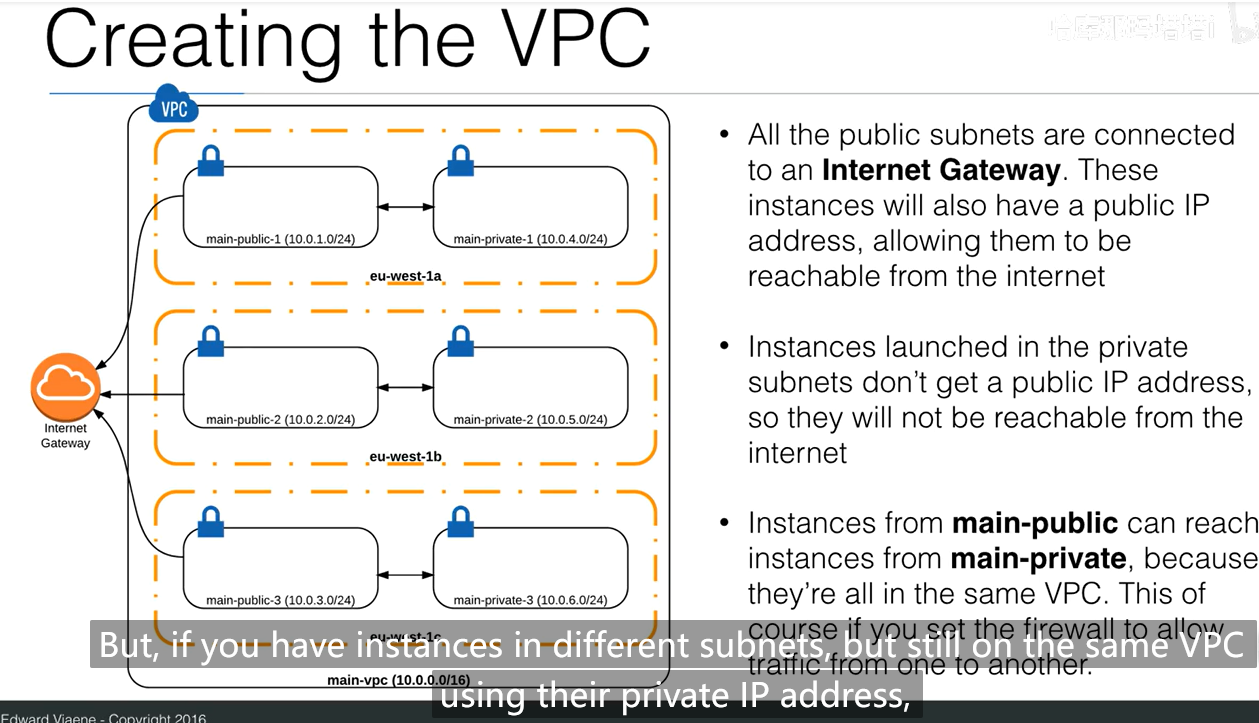 Creating the VPC
VPC
main-public-1 (10.0.1.0/24)
main-private-1 (10.0.4.0/24)
eu-west-1a
main-public-2 (10.0.2.0/24)
main-private-2 (10.0.5.0/24)
eu-west-1b
Internet
Gateway
main-public-3 (10.0.3.0/24)
main-private-3 (10.0.6.0/24)
eu-west-1c
main-vpc (10.0.0.0/16)
• All the public subnets are connected
to an Internet Gateway. These
instances will also have a public IP
address, allowing them to be
reachable from the internet
• Instances launched in the private
subnets don't get a public IP address,
so they will not be reachable from the
internet
• Instances from main-public can reach
instances from main-private, because
they're all in the same VPC. This of
course if you set the firewall to allow
traffic from one to another.
But, if you have instances in different subnets, but still on the same VPC
using their private IP address,
Edward Viaene - Copyright 2016